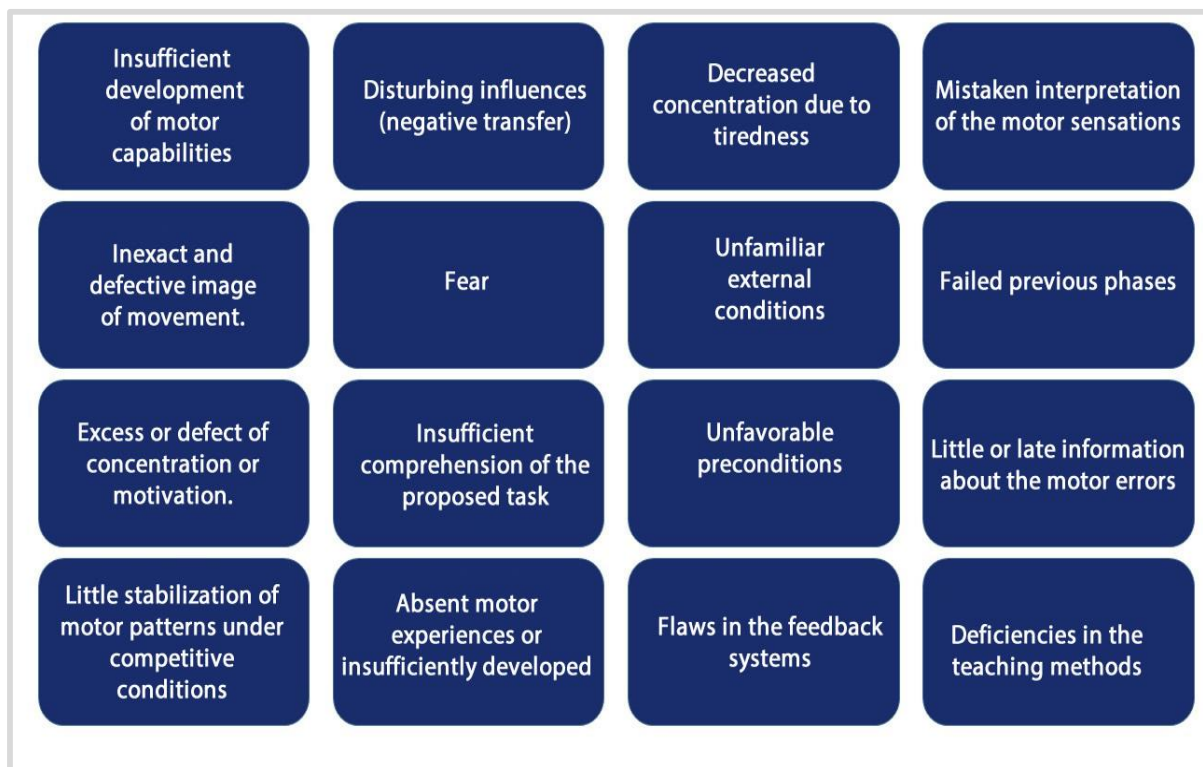 Insufficient
development
of motor
capabilities
Disturbing influences
(negative transfer)
Decreased
concentration due to
tiredness
Mistaken interpretation
of the motor sensations
Inexact and
defective image
of movement.
Fear
Unfamiliar
external
conditions
Failed previous phases
Excess or defect of
concentration or
motivation.
Insufficient
comprehension of the
proposed task
Unfavorable
preconditions
Little or late information
about the motor errors
Little stabilization of
motor patterns under
competitive
conditions
Absent motor
experiences or
insufficiently developed
Flaws in the feedback
systems
Deficiencies in the
teaching methods